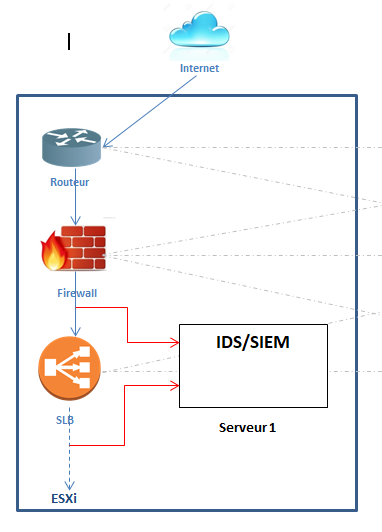 Internet
Routeur
Firewall
IDS/SIEM
SLB
Serveur 1
ESXi